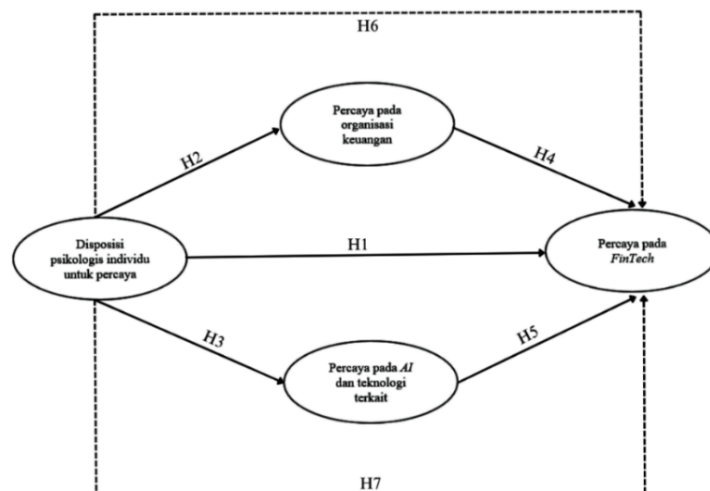 H6
Percaya pada
organisasi
keuangan
H2
H4
Disposisi
psikologis individu
untuk percaya
H1
Percaya pada
FinTech
H3
H5
Percaya pada AI
dan teknologi
terkait
H7